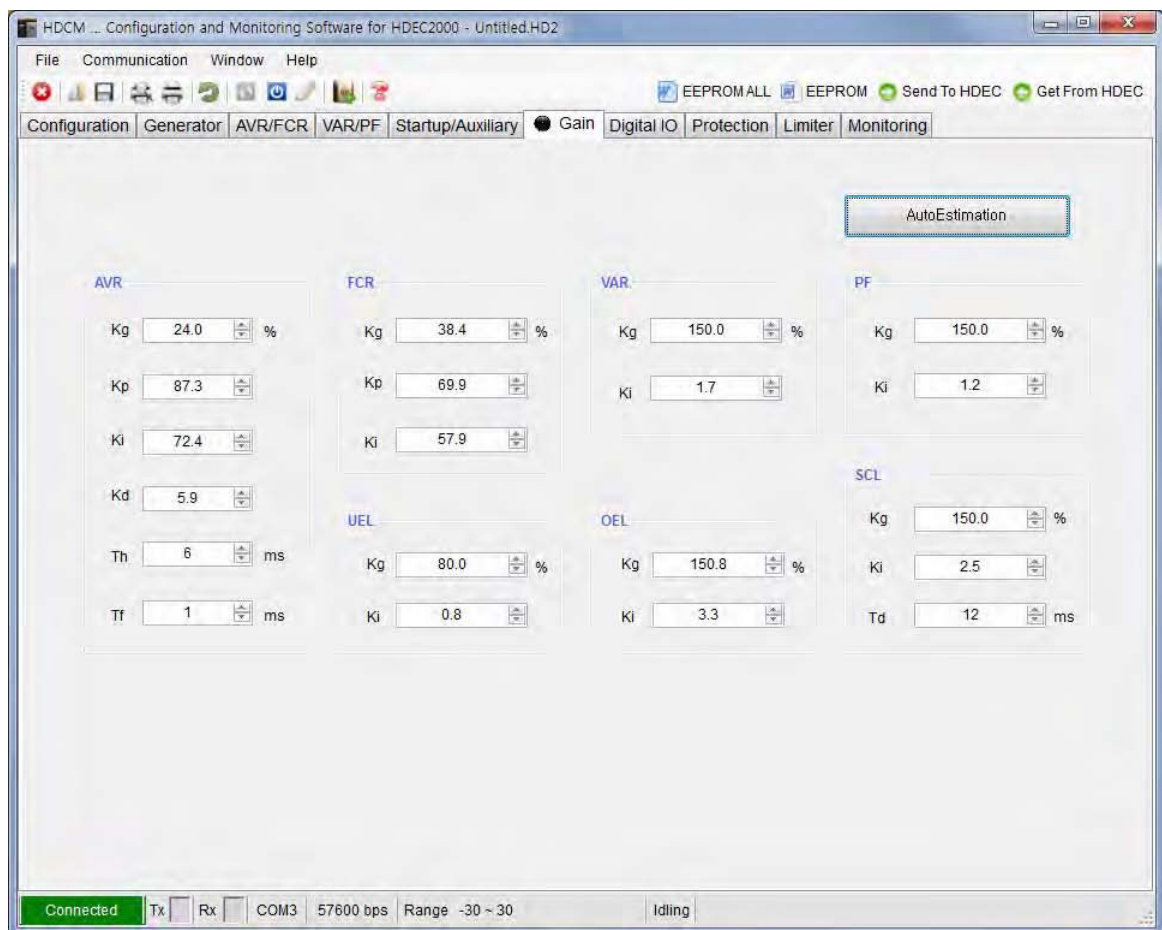 HDCM ... Configuration and Monitoring Software for HDEC2000 - Untitled.HD2
File Communication Window Help
EEPROM ALL EEPROM Send To HDEC Get From HDEC
Configuration Generator AVR/FCR VAR/PF Startup/Auxiliary Gain Digital IO Protection Limiter Monitoring
AutoEstimation
AVR
Kg 24.0 %
Kp 87.3
Ki 72.4
Kd 5.9
Th 6 ms
Tf 1 ms
FCR
Kg 38.4 %
Kp 69.9
Ki 57.9
UEL
Kg 80.0 %
Ki 0.8
VAR
Kg 150.0 %
Ki 1.7
OEL
Kg 150.8 %
Ki 3.3
PF
Kg 150.0 %
Ki 1.2
SCL
Kg 150.0 %
Ki 2.5
Td 12 ms
Connected Tx Rx COM3 57600 bps Range -30 ~ 30 Idling